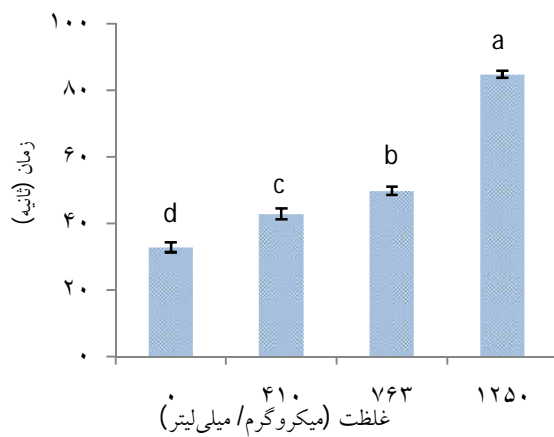 ۱۰۰
a
۸۰
زمان (ثانیه)
۶۰
b
c
۴۰
d
۲۰
۰
۰ ۴۱۰ ۷۶۳ ۱۲۵۰
غلظت (میکروگرم/ میلی‌لیتر)